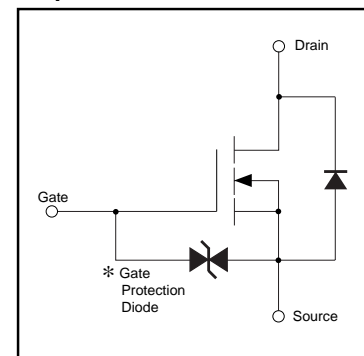 Drain
Gate
* Gate
Protection
Diode
Source